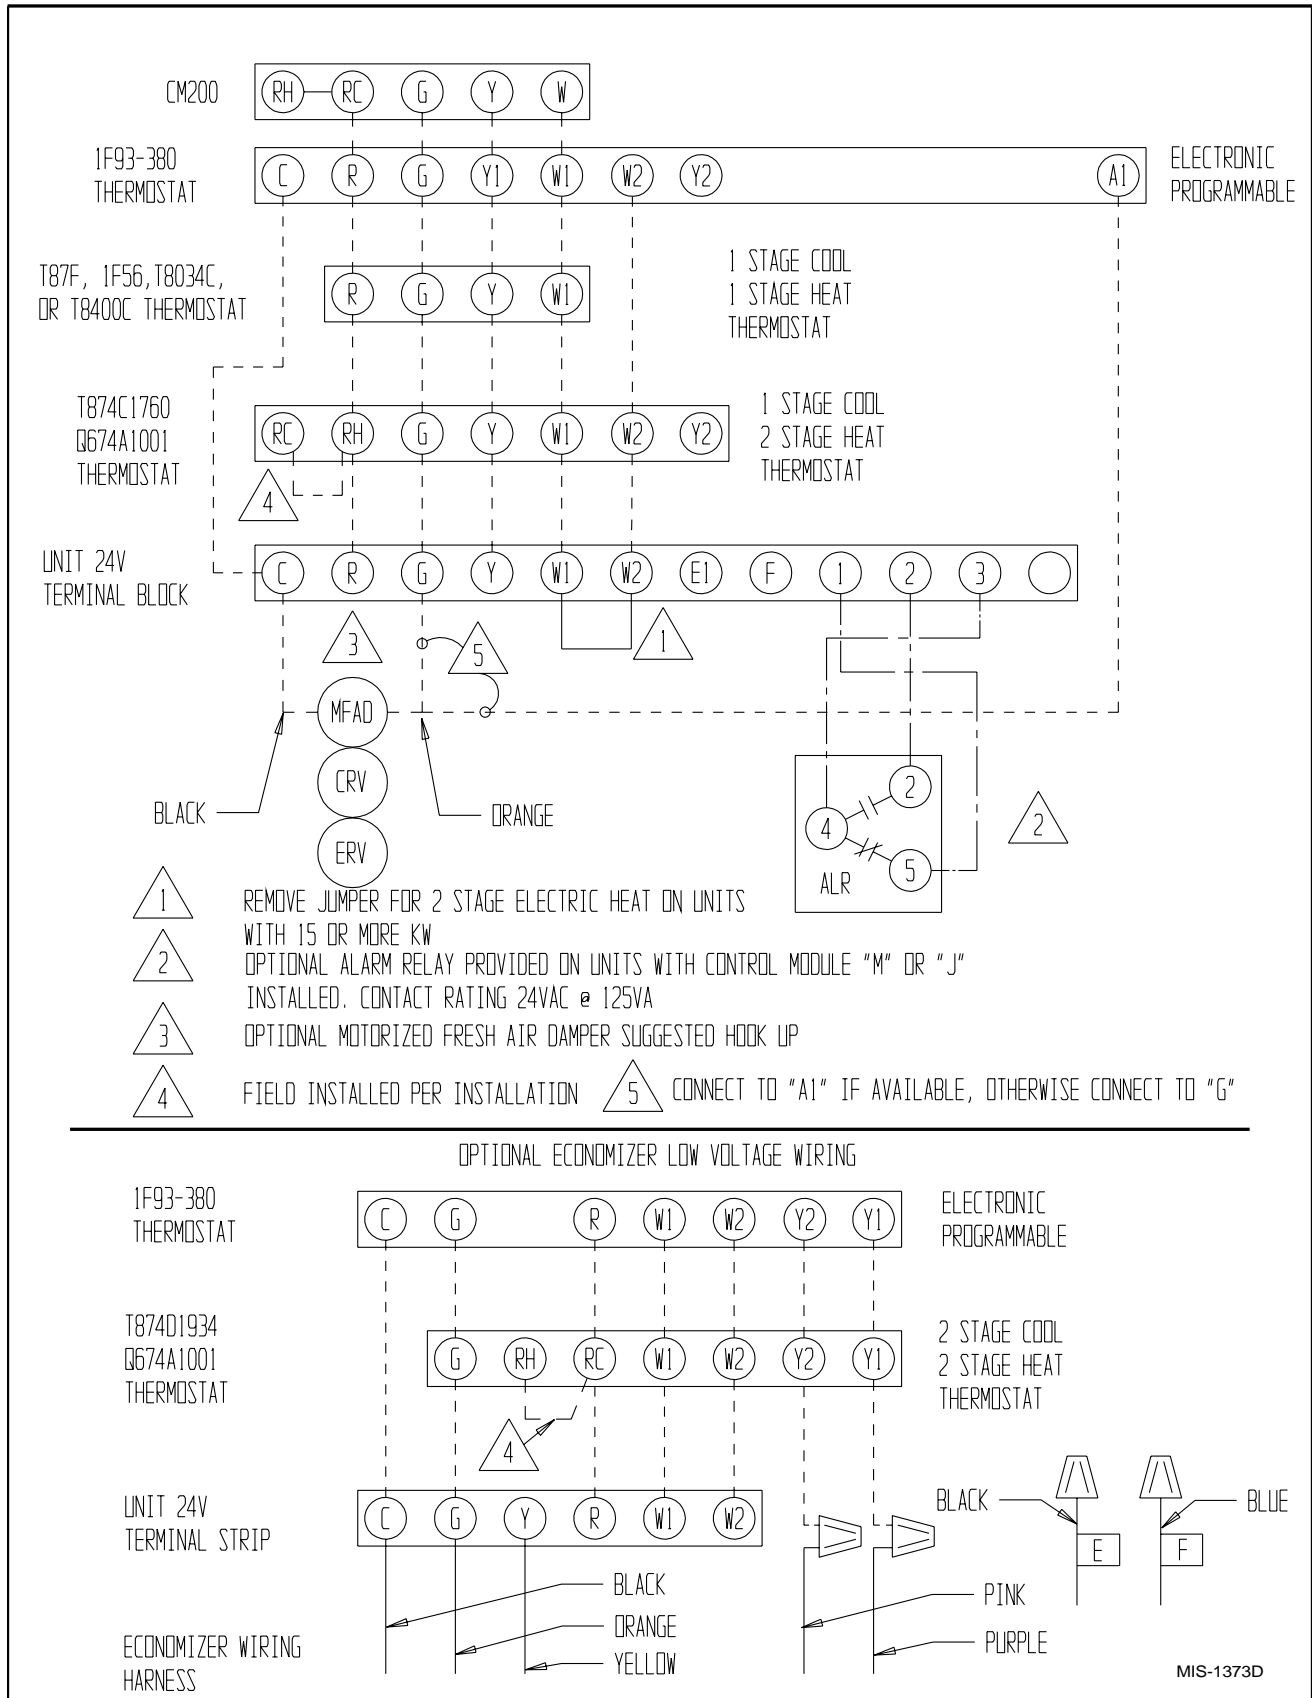 CM200
RH RC G Y W
1F93-380
THERMOSTAT
C R G Y1 W1 W2 Y2 A1
ELECTRONIC
PROGRAMMABLE
T87F, 1F56,T8034C,
OR T8400C THERMOSTAT
R G Y W1
1 STAGE COOL
1 STAGE HEAT
THERMOSTAT
T874C1760
Q674A1001
THERMOSTAT
RC RH G Y W1 W2 Y2
1 STAGE COOL
2 STAGE HEAT
THERMOSTAT
4
UNIT 24V
TERMINAL BLOCK
C R G Y W1 W2 E1 F 1 2 3
3
5
1
MFAD
CRV
ERV
BLACK
ORANGE
2
4
5
ALR
2
1
REMOVE JUMPER FOR 2 STAGE ELECTRIC HEAT ON UNITS
WITH 15 OR MORE KW
2
OPTIONAL ALARM RELAY PROVIDED ON UNITS WITH CONTROL MODULE "M" OR "J"
INSTALLED. CONTACT RATING 24VAC @ 125VA
3
OPTIONAL MOTORIZED FRESH AIR DAMPER SUGGESTED HOOK UP
4
FIELD INSTALLED PER INSTALLATION
5
CONNECT TO "A1" IF AVAILABLE, OTHERWISE CONNECT TO "G"
OPTIONAL ECONOMIZER LOW VOLTAGE WIRING
1F93-380
THERMOSTAT
C G R W1 W2 Y2 Y1
ELECTRONIC
PROGRAMMABLE
T874D1934
Q674A1001
THERMOSTAT
G RH RC W1 W2 Y2 Y1
2 STAGE COOL
2 STAGE HEAT
THERMOSTAT
4
UNIT 24V
TERMINAL STRIP
C G Y R W1 W2
BLACK
E
F
BLUE
BLACK
ORANGE
YELLOW
PINK
PURPLE
ECONOMIZER WIRING
HARNESS
MIS-1373D